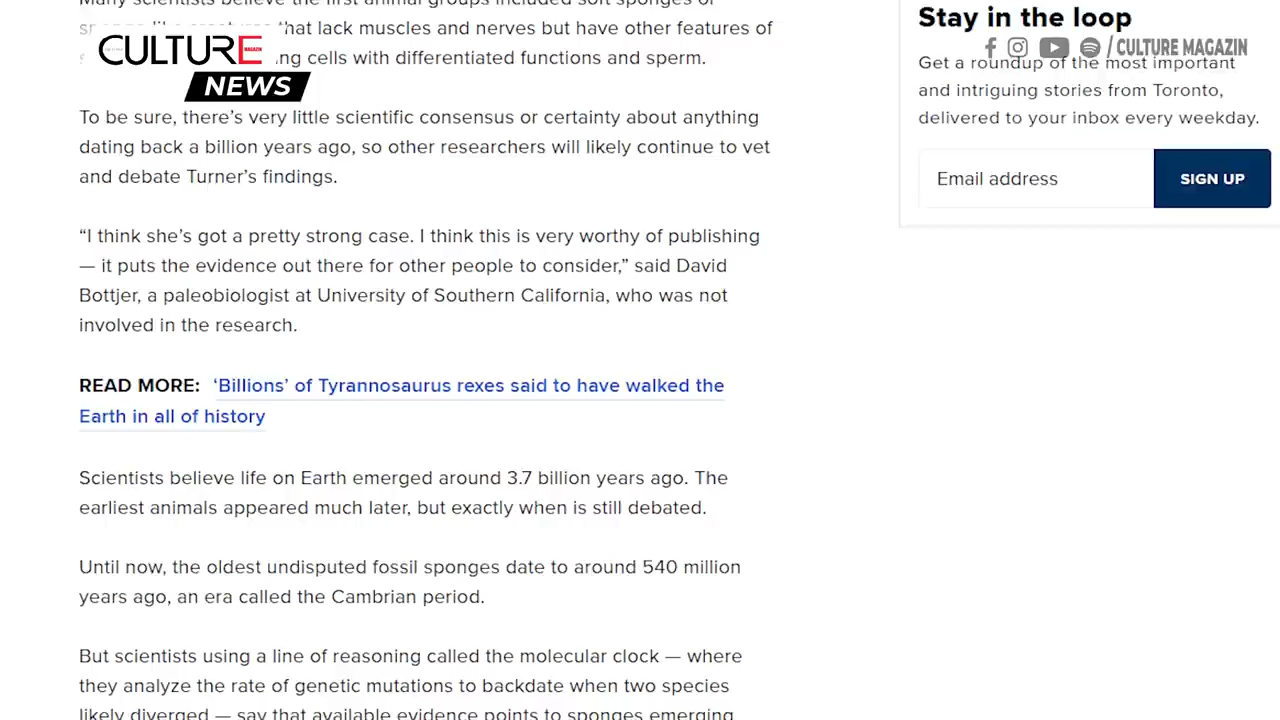 Many scientists believe the first animal groups included soft sponges or
that lack muscles and nerves but have other features of
cells with differentiated functions and sperm.
CULTURE
MAGAZIN
NEWS
To be sure, there’s very little scientific consensus or certainty about anything
dating back a billion years ago, so other researchers will likely continue to vet
and debate Turner’s findings.
“I think she’s got a pretty strong case. I think this is very worthy of publishing
— it puts the evidence out there for other people to consider,” said David
Bottjer, a paleobiologist at University of Southern California, who was not
involved in the research.
READ MORE: ‘Billions’ of Tyrannosaurus rexes said to have walked the
Earth in all of history
Scientists believe life on Earth emerged around 3.7 billion years ago. The
earliest animals appeared much later, but exactly when is still debated.
Until now, the oldest undisputed fossil sponges date to around 540 million
years ago, an era called the Cambrian period.
But scientists using a line of reasoning called the molecular clock — where
they analyze the rate of genetic mutations to backdate when two species
likely diverged — say that available evidence points to sponges emerging
Stay in the loop
/ CULTURE MAGAZIN
Get a roundup of the most important
and intriguing stories from Toronto,
delivered to your inbox every weekday.
Email address
SIGN UP